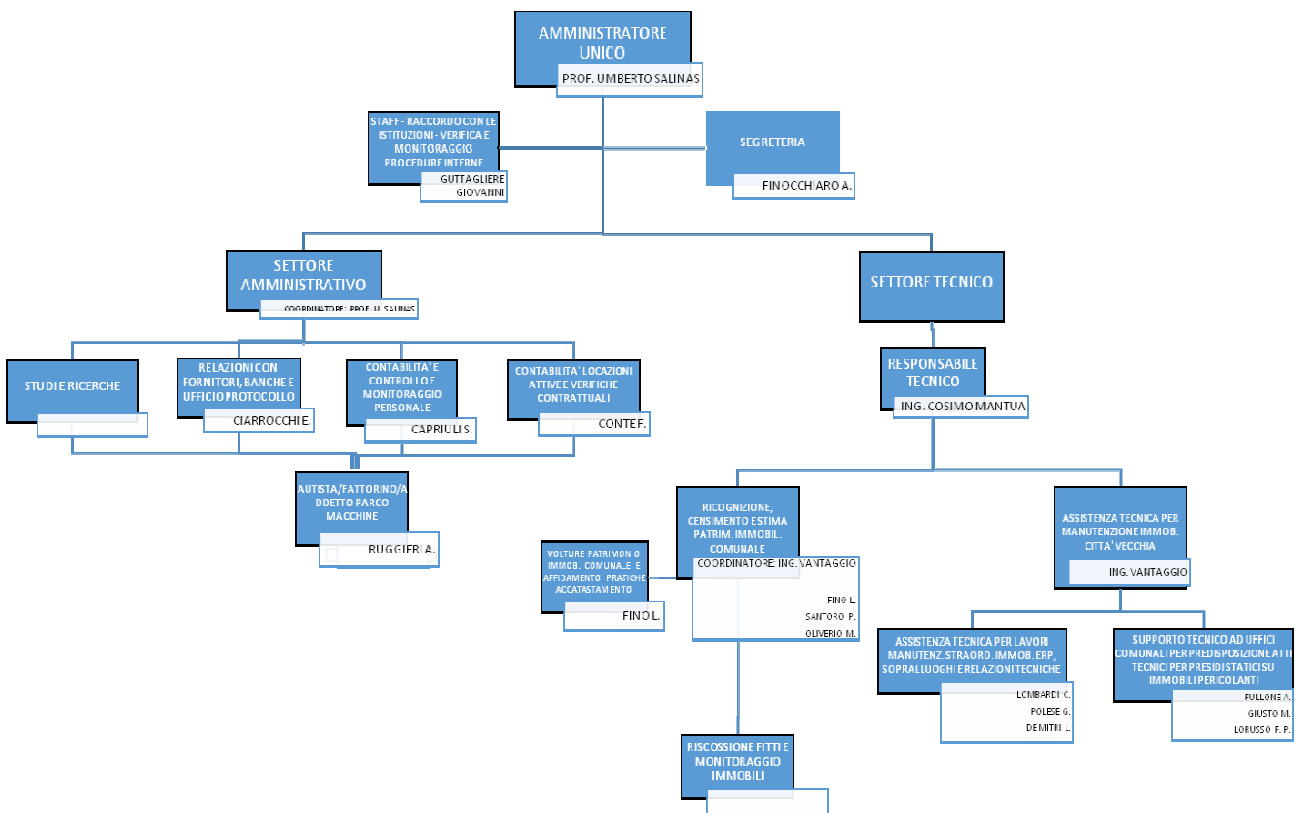 AMMINISTRATORE
UNICO
PROF. UMBERTO SALINAS
STAFF - RACCORDO CON LE
ISTITUZIONI - VERIFICA E
MONITORAGGIO
PROCEDURE INTERNE
GUTTAGLIERE
GIOVANNI
SEGRETERIA
FINOCCHIARO A.
SETTORE
AMMINISTRATIVO
COORDINATORE: PROF. U. SALINAS
SETTORE TECNICO
STUDI E RICERCHE
RELAZIONI CON
FORNITORI, BANCHE E
UFFICIO PROTOCOLLO
CIARROCCHI E.
CONTABILITA' E
CONTROLLO E
MONITORAGGIO
PERSONALE
CAPRIULI S.
CONTABILITA' LOCAZIONI
ATTIVE E VERIFICHE
CONTRATTUALI
CONTE F.
RESPONSABILE
TECNICO
ING. COSIMO MANTUA
AUTISTA/FATTORINO/A
DDETTO PARCO
MACCHINE
RUGGIERI A.
VOLTURE PATRIMONIO
IMMOB. COMUNALE E
AFFIDAMENTO PRATICHE
ACCATASTAMENTO
FINO L.
RICOGNIZIONE,
CENSIMENTO E STIMA
PATRIM. IMMOBIL.
COMUNALE
COORDINATORE: ING. VANTAGGIO
FINO L.
SANTORO P.
OLIVERIO M.
ASSISTENZA TECNICA PER
MANUTENZIONE IMMOB.
CITTA' VECCHIA
ING. VANTAGGIO
ASSISTENZA TECNICA PER LAVORI
MANUTENZ. STRAORD. IMMOB. ERP,
SOPRALLUOGHI E RELAZIONI TECNICHE
LOMBARDI C.
POLESE G.
DEMITRI L.
SUPPORTO TECNICO AD UFFICI
COMUNALI PER PREDISPOSIZIONE ATTI
TECNICI PER PRESIDI STATICI SU
IMMOBILI PERICOLANTI
FULLONE A.
GIUSTO M.
LORUSSO F. P.
RISCOSSIONE FITTI E
MONITORAGGIO
IMMOBILI